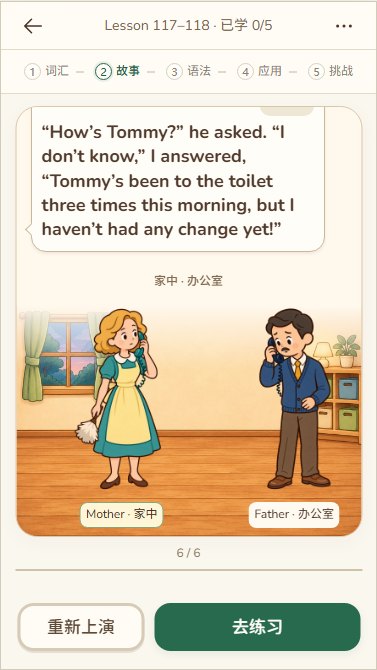 Lesson 117–118 · 已学 0/5
1 词汇 – 2 故事 – 3 语法 – 4 应用 – 5 挑战
“How’s Tommy?” he asked. “I
don’t know,” I answered,
“Tommy’s been to the toilet
three times this morning, but I
haven’t had any change yet!”
家中 · 办公室
Mother · 家中
Father · 办公室
6 / 6
重新上演
去练习